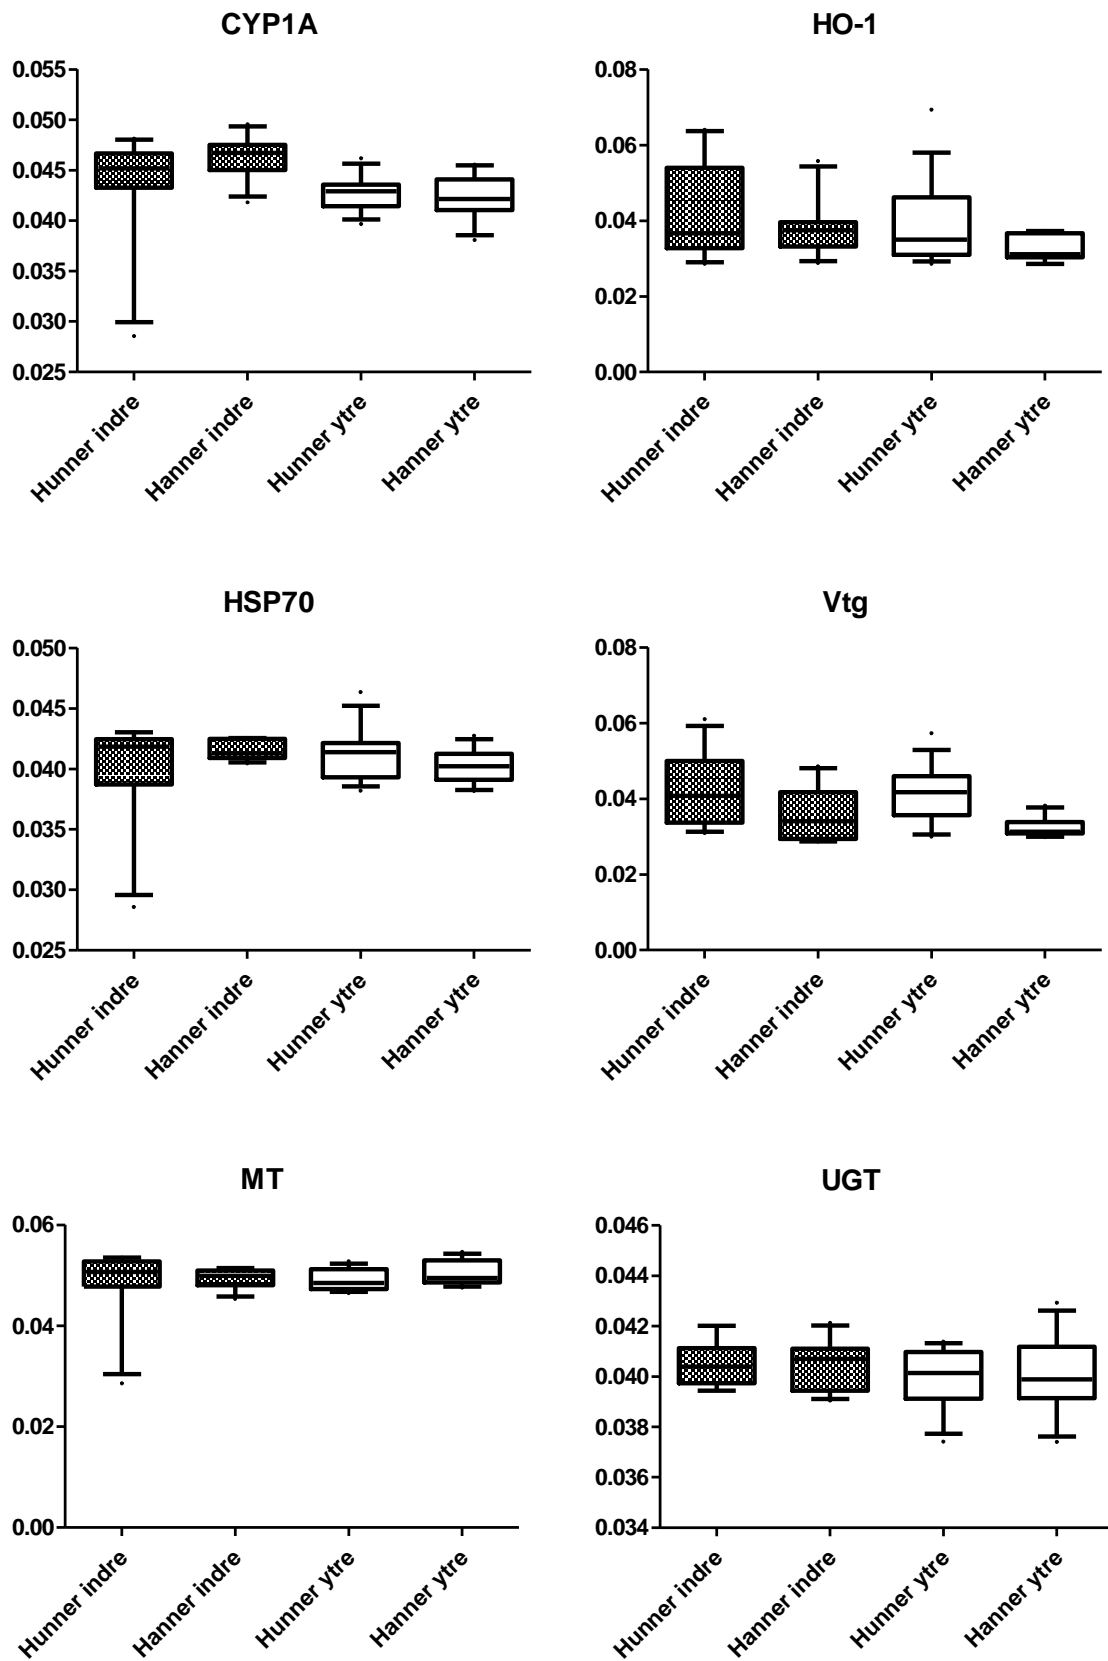 CYP1A
0.055
0.050
0.045
0.040
0.035
0.030
0.025
Hunner indre
Hanner indre
Hunner ytre
Hanner ytre
HO-1
0.08
0.06
0.04
0.02
0.00
Hunner indre
Hanner indre
Hunner ytre
Hanner ytre
HSP70
0.050
0.045
0.040
0.035
0.030
0.025
Hunner indre
Hanner indre
Hunner ytre
Hanner ytre
Vtg
0.08
0.06
0.04
0.02
0.00
Hunner indre
Hanner indre
Hunner ytre
Hanner ytre
MT
0.06
0.04
0.02
0.00
Hunner indre
Hanner indre
Hunner ytre
Hanner ytre
UGT
0.046
0.044
0.042
0.040
0.038
0.036
0.034
Hunner indre
Hanner indre
Hunner ytre
Hanner ytre